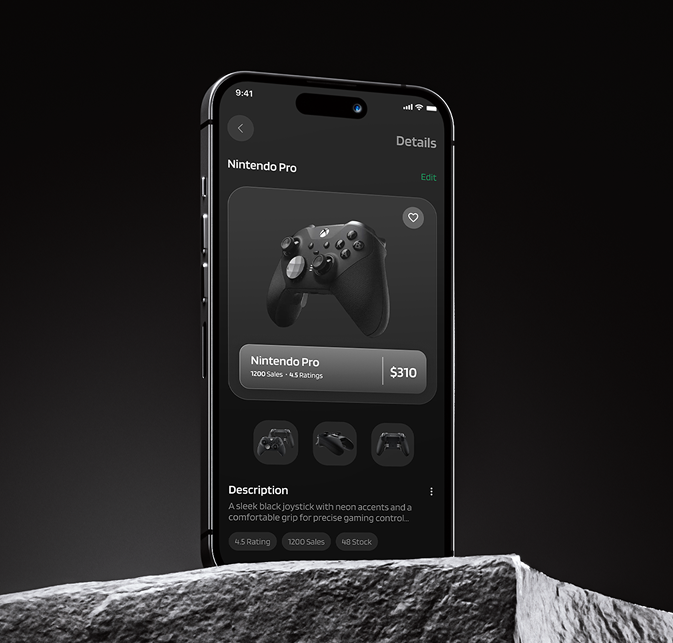 9:41
Details
Nintendo Pro
Edit
Nintendo Pro
1200 Sales • 4.5 Ratings
$310
Description
A sleek black joystick with neon accents and a
comfortable grip for precise gaming control...
4.5 Rating
1200 Sales
48 Stock